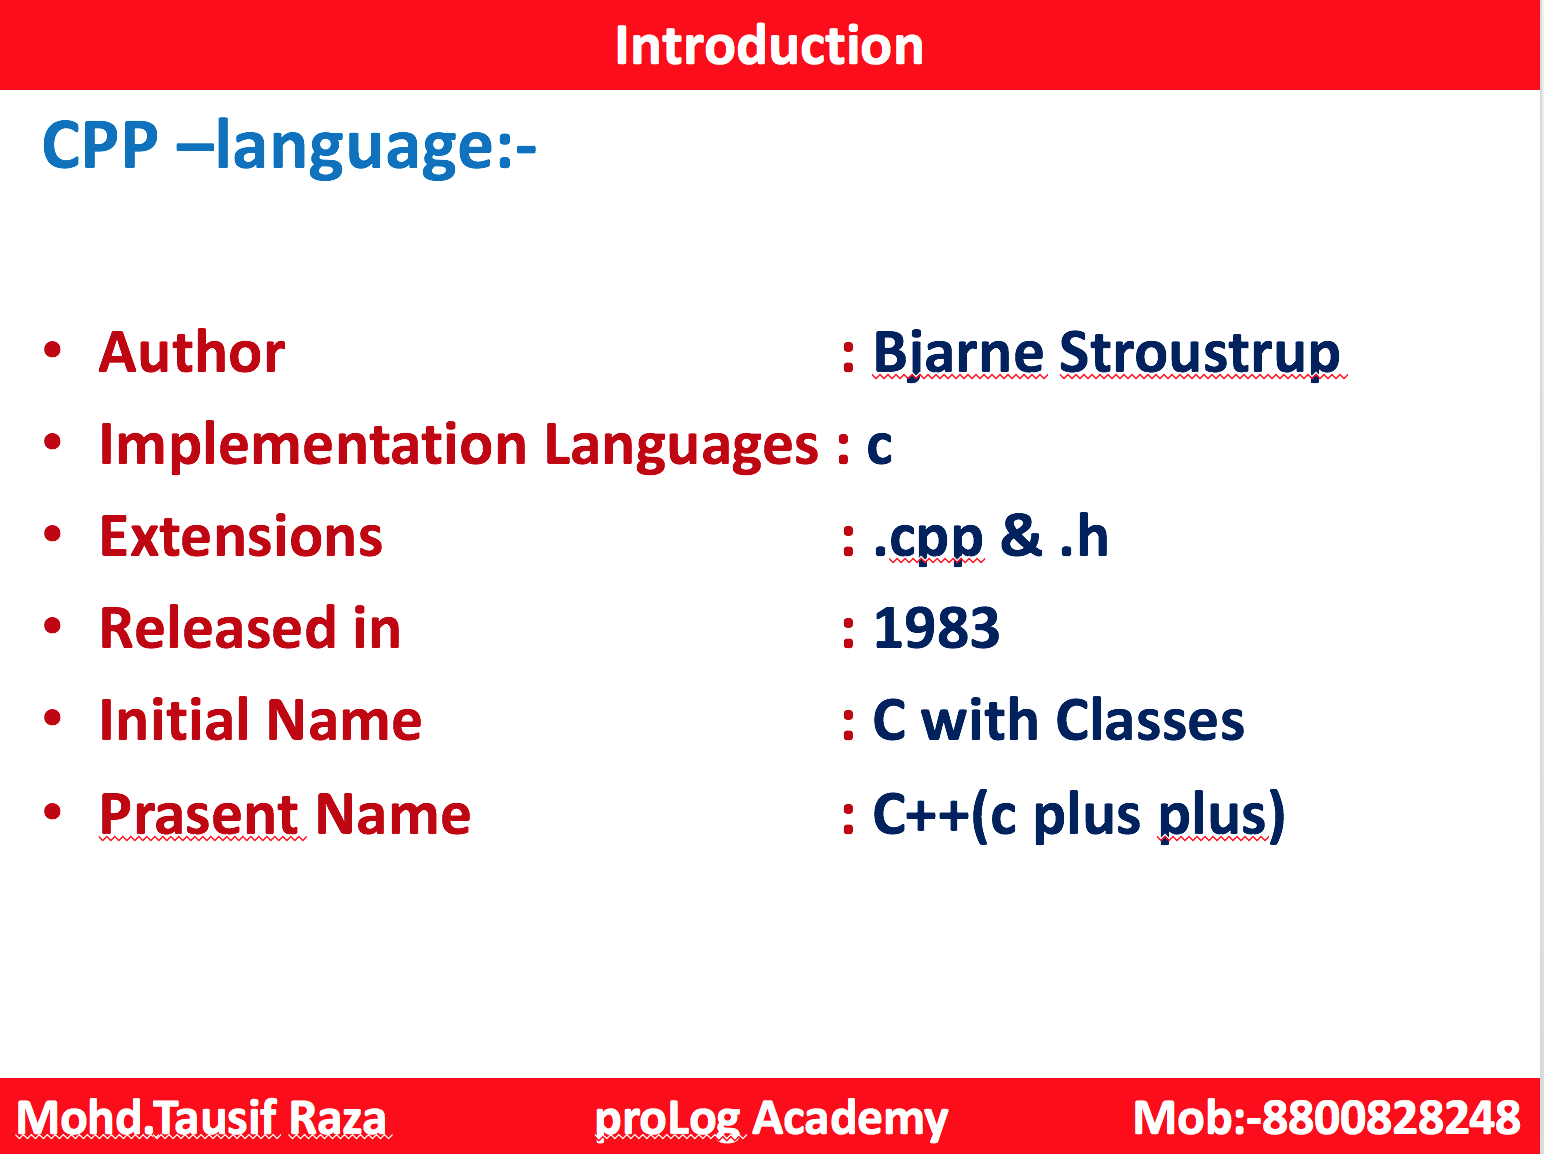 Introduction
CPP –language:-
• Author : Bjarne Stroustrup
• Implementation Languages : c
• Extensions : .cpp & .h
• Released in : 1983
• Initial Name : C with Classes
• Prasent Name : C++(c plus plus)
Mohd.Tausif Raza proLog Academy Mob:-8800828248